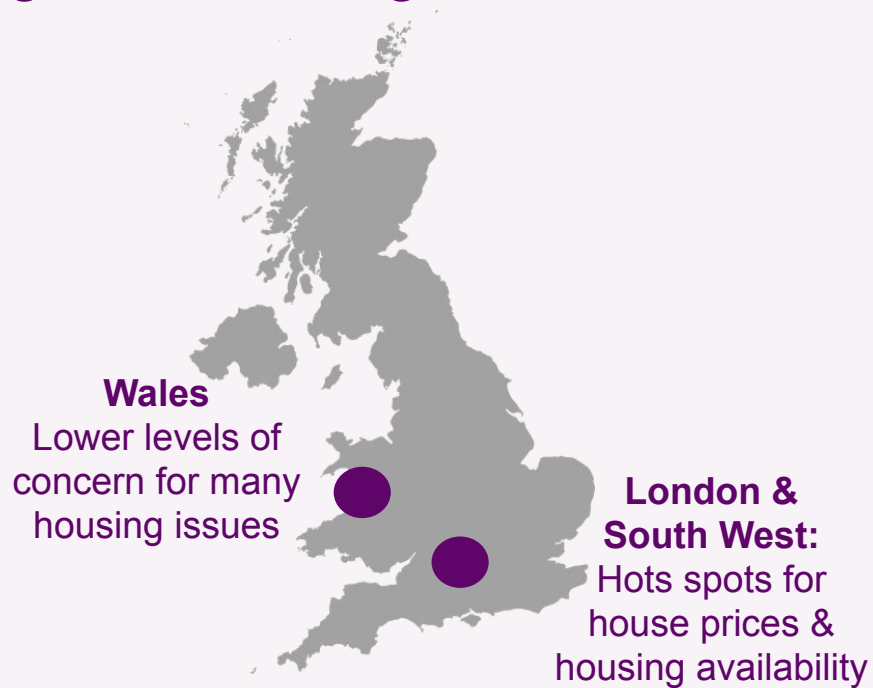 Wales
Lower levels of
concern for many
housing issues
London &
South West:
Hots spots for
house prices &
housing availability